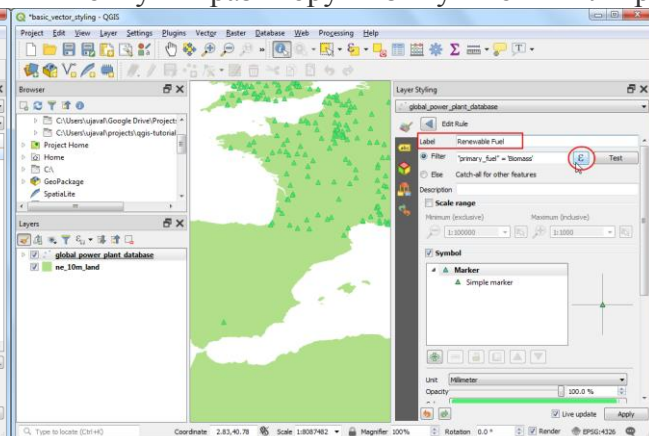 *basic_vector_styling - QGIS
Project Edit View Layer Settings Plugins Vector Raster Database Web Processing Help
Browser
C:\Users\ujaval\Google Drive\Projects
C:\Users\ujaval\projects\qgis-tutorial
Project Home
Home
C:\
GeoPackage
SpatiaLite
Layers
global_power_plant_database
ne_10m_land
Layer Styling
global_power_plant_database
Edit Rule
Label Renewable Fuel
Filter "primary_fuel" = 'Biomass' ε Test
Else Catch-all for other features
Description
Scale range
Minimum (exclusive) Maximum (inclusive)
1:100000 1:1000
Symbol
Marker
Simple marker
Unit Millimeter
Opacity 100.0 %
Live update Apply
Type to locate (Ctrl+K) Coordinate 2.83,40.78 Scale 1:8087482 Magnifier 100% Rotation 0.0 ° Render EPSG:4326